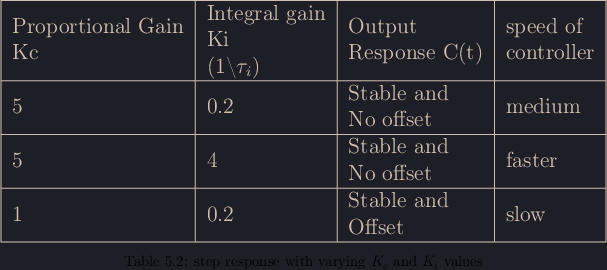 Proportional Gain
Kc
Integral gain
Ki
(1\τᵢ)
Output
Response C(t)
speed of
controller
5
0.2
Stable and
No offset
medium
5
4
Stable and
No offset
faster
1
0.2
Stable and
Offset
slow
Table 5.2: step response with varying K_c and K_i values